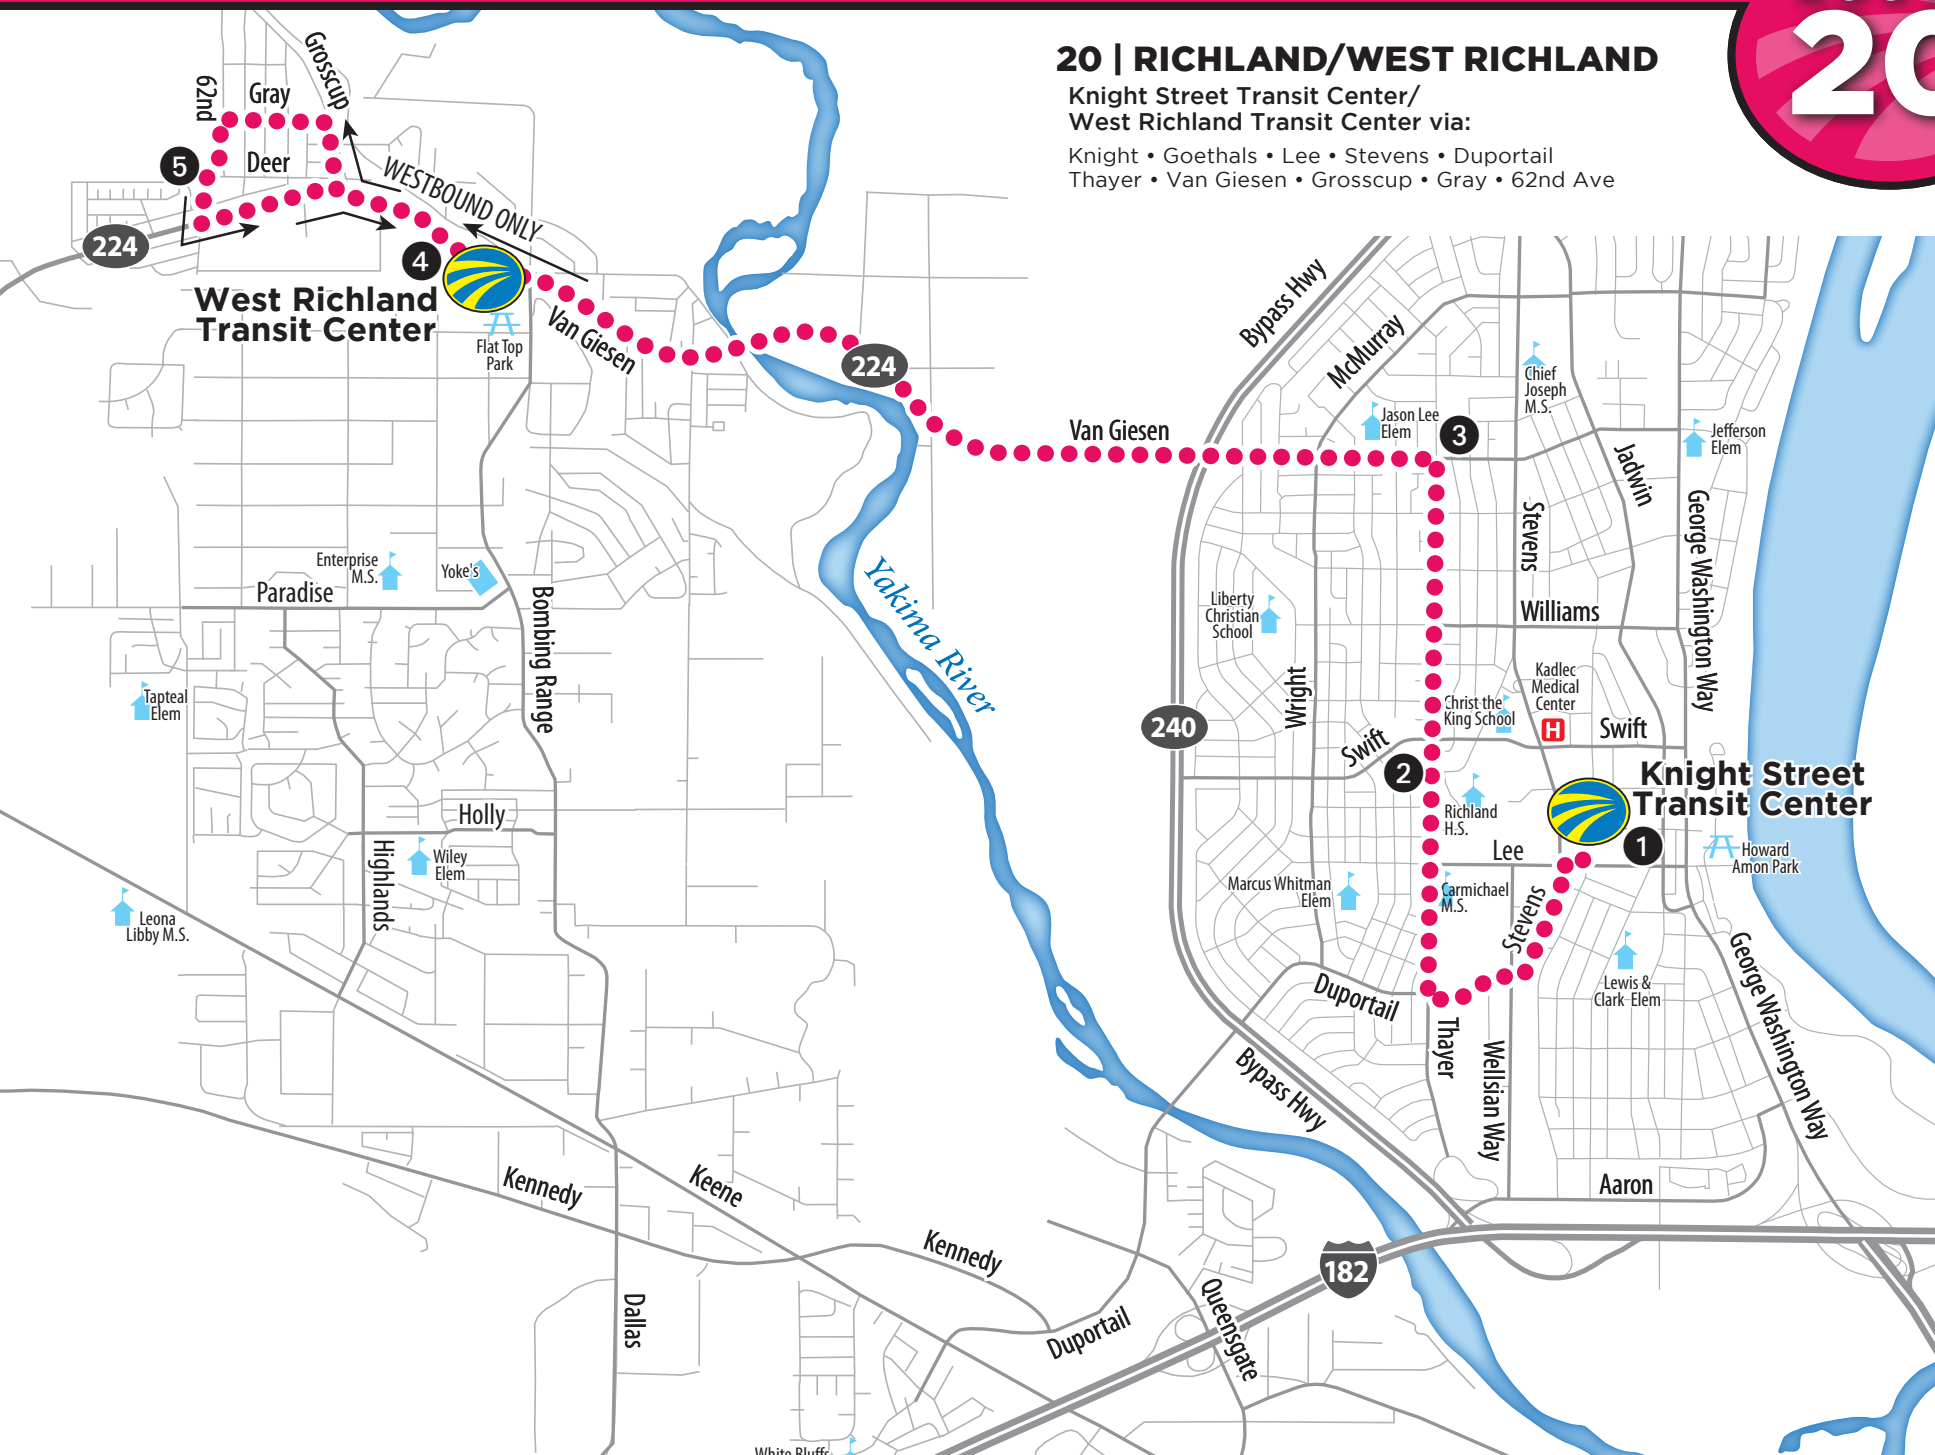 20
20 | RICHLAND/WEST RICHLAND
Knight Street Transit Center/
West Richland Transit Center via:
Knight • Goethals • Lee • Stevens • Duportail
Thayer • Van Giesen • Grosscup • Gray • 62nd Ave
Grosscup
62nd
Gray
Deer
5
WESTBOUND ONLY
224
4
West Richland
Transit Center
Flat Top
Park
Van Giesen
224
Van Giesen
Bypass Hwy
McMurray
Chief
Joseph
M.S.
Jason Lee
Elem
3
Jefferson
Elem
Jadwin
Stevens
George Washington Way
Enterprise
M.S.
Yoke's
Paradise
Bombing Range
Yakima River
Liberty
Christian
School
Williams
Wright
Kadlec
Medical
Center
Christ the
King School
H
Swift
Swift
Tapteal
Elem
240
2
Knight Street
Transit Center
1
Richland
H.S.
Lee
Howard
Amon Park
Holly
Wiley
Elem
Highlands
Marcus Whitman
Elem
Carmichael
M.S.
Stevens
Leona
Libby M.S.
Lewis &
Clark Elem
Duportail
George Washington Way
Thayer
Wellsian Way
Bypass Hwy
Aaron
Kennedy
Keene
Kennedy
182
Dallas
Duportail
Queensgate
White Bluffs